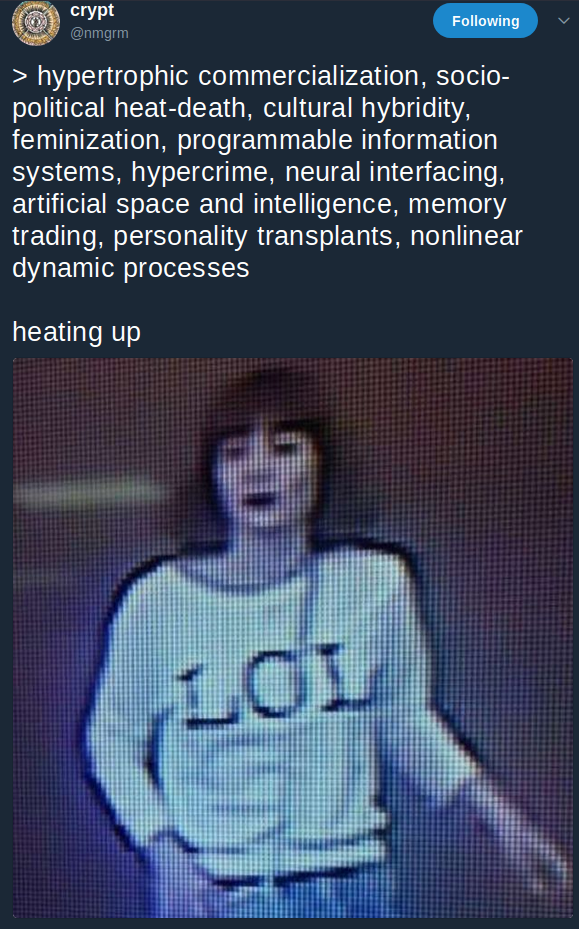 crypt
@nmgrm
Following
> hypertrophic commercialization, socio-
political heat-death, cultural hybridity,
feminization, programmable information
systems, hypercrime, neural interfacing,
artificial space and intelligence, memory
trading, personality transplants, nonlinear
dynamic processes
heating up
LOL